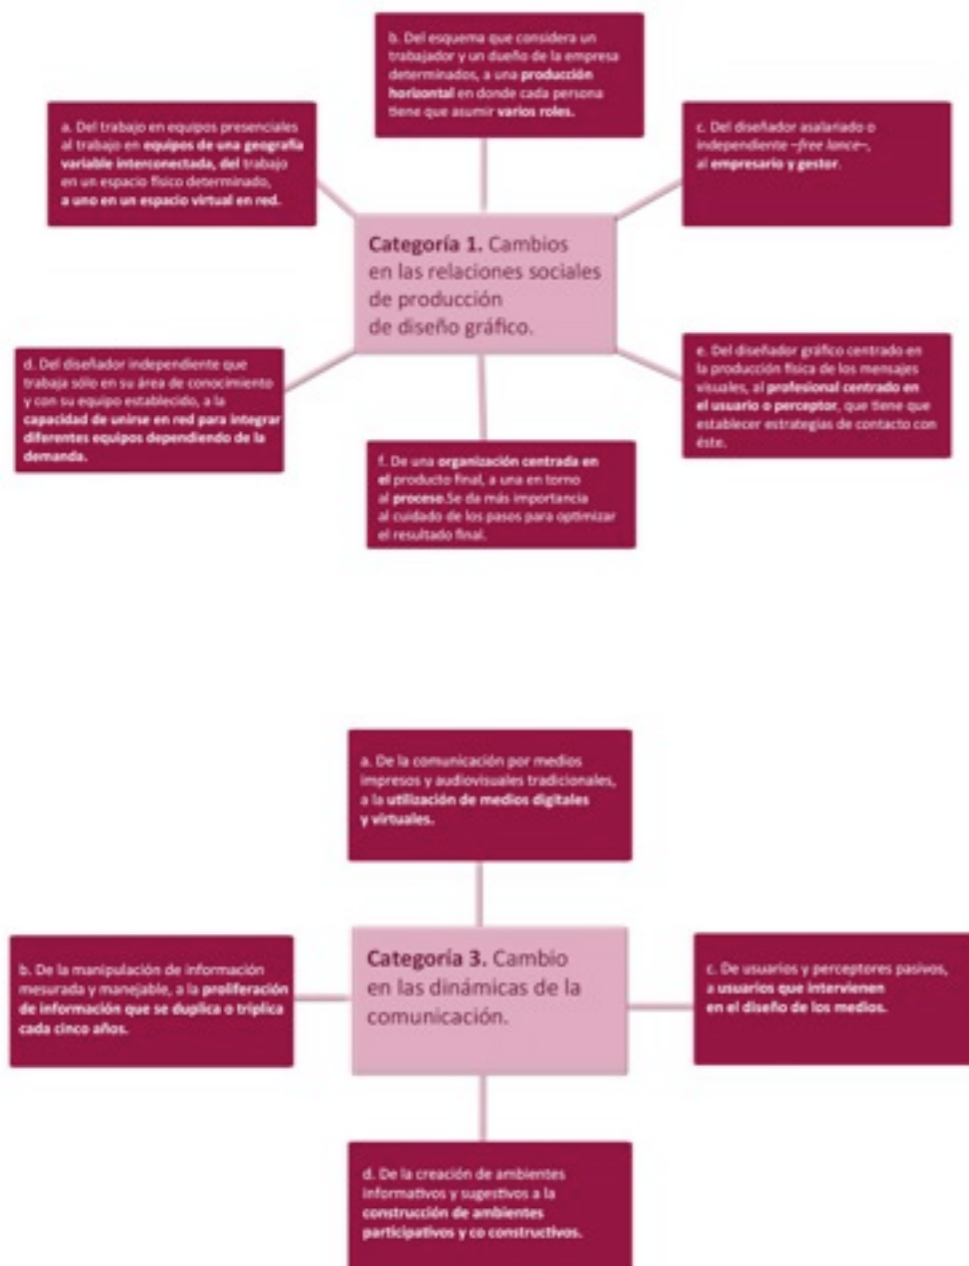 b. Del esquema que considera un
trabajador y un dueño de la empresa
determinados, a una producción
horizontal en donde cada persona
tiene que asumir varios roles.
a. Del trabajo en equipos presenciales
al trabajo en equipos de una geografía
variable interconectada, del trabajo
en un espacio físico determinado,
a uno en un espacio virtual en red.
c. Del diseñador asalariado o
independiente –free lance–,
al empresario y gestor.
Categoría 1. Cambios
en las relaciones sociales
de producción
de diseño gráfico.
d. Del diseñador independiente que
trabaja sólo en su área de conocimiento
y con su equipo establecido, a la
capacidad de unirse en red para integrar
diferentes equipos dependiendo de la
demanda.
e. Del diseñador gráfico centrado en
la producción física de los mensajes
visuales, al profesional centrado en
el usuario o perceptor, que tiene que
establecer estrategias de contacto con
éste.
f. De una organización centrada en
el producto final, a una en torno
al proceso.Se da más importancia
al cuidado de los pasos para optimizar
el resultado final.
a. De la comunicación por medios
impresos y audiovisuales tradicionales,
a la utilización de medios digitales
y virtuales.
b. De la manipulación de información
mesurada y manejable, a la proliferación
de información que se duplica o triplica
cada cinco años.
Categoría 3. Cambio
en las dinámicas de la
comunicación.
c. De usuarios y perceptores pasivos,
a usuarios que intervienen
en el diseño de los medios.
d. De la creación de ambientes
informativos y sugestivos a la
construcción de ambientes
participativos y co constructivos.